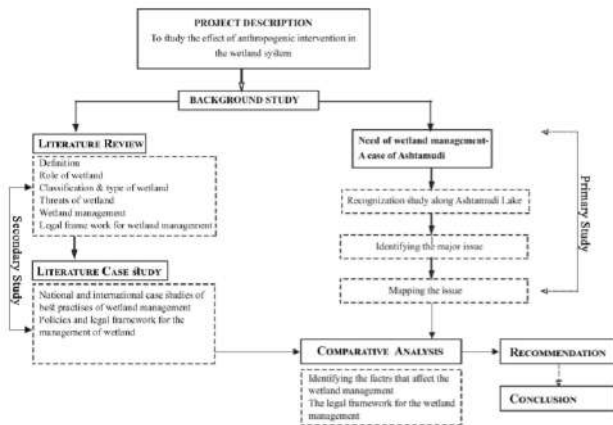 PROJECT DESCRIPTION
To study the effect of anthropogenic intervention in
the wetland system
BACKGROUND STUDY
LITERATURE REVIEW
Definition
Role of wetland
Classification & type of wetland
Threats of wetland
Wetland management
Legal frame work for wetland management
LITERATURE CASE STUDY
National and international case studies of
best practises of wetland management
Policies and legal framework for the
management of wetland
Secondary Study
Need of wetland management-
A case of Ashtamudi
Recognization study along Ashtamudi Lake
Identifying the major issue
Mapping the issue
Primary Study
COMPARATIVE ANALYSIS
Identifying the factrs that affect the
wetland management
The legal framework for the wetland
management
RECOMMENDATION
CONCLUSION